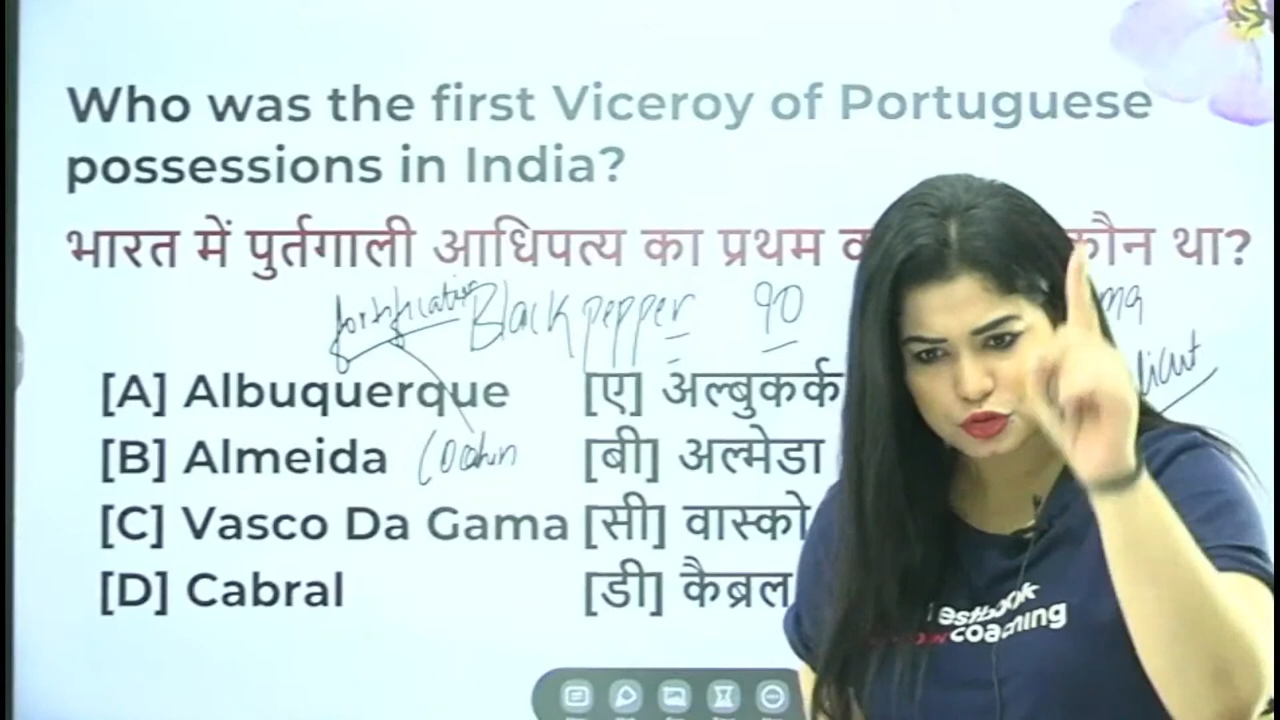 Who was the first Viceroy of Portuguese
possessions in India?
भारत में पुर्तगाली आधिपत्य का प्रथम कौन था?
fortification Black pepper 90
[A] Albuquerque [ए] अल्बुकर्क
[B] Almeida Cochin [बी] अल्मेडा
[C] Vasco Da Gama [सी] वास्को
[D] Cabral [डी] कैब्रल
coaching